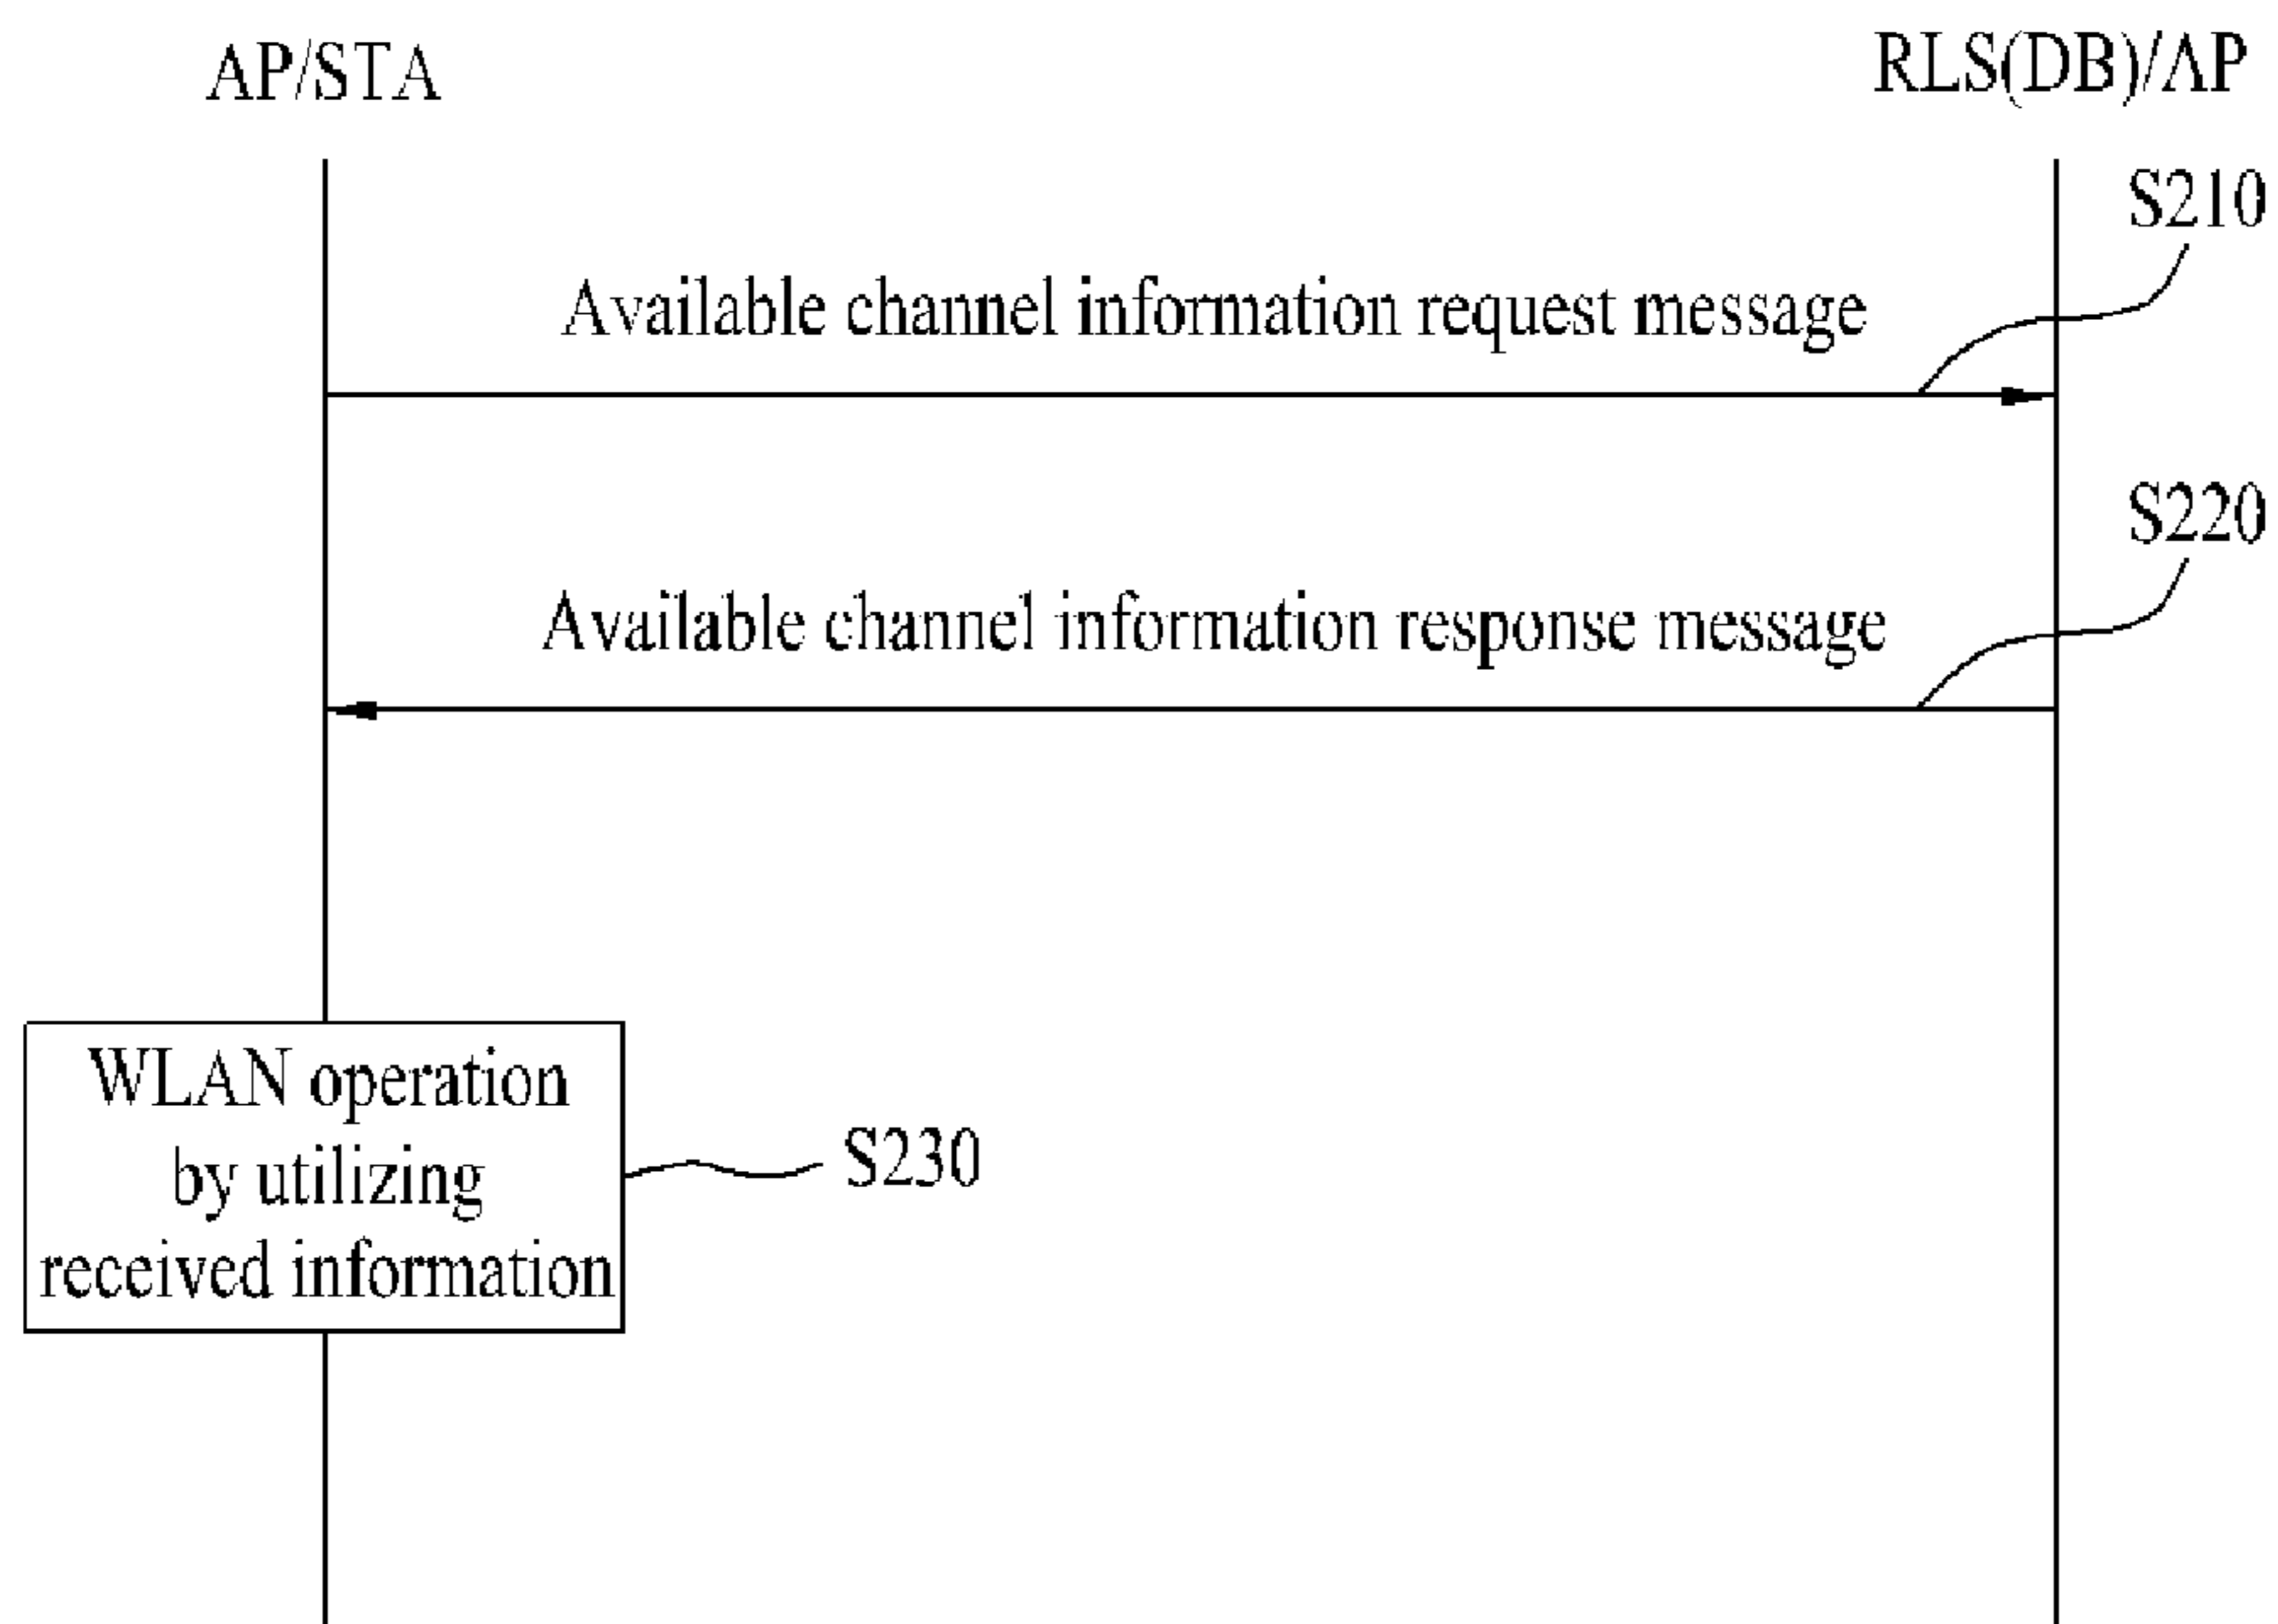 AP/STA
RLS(DB)/AP
S210
Available channel information request message
S220
Available channel information response message
WLAN operation
by utilizing
received information
S230